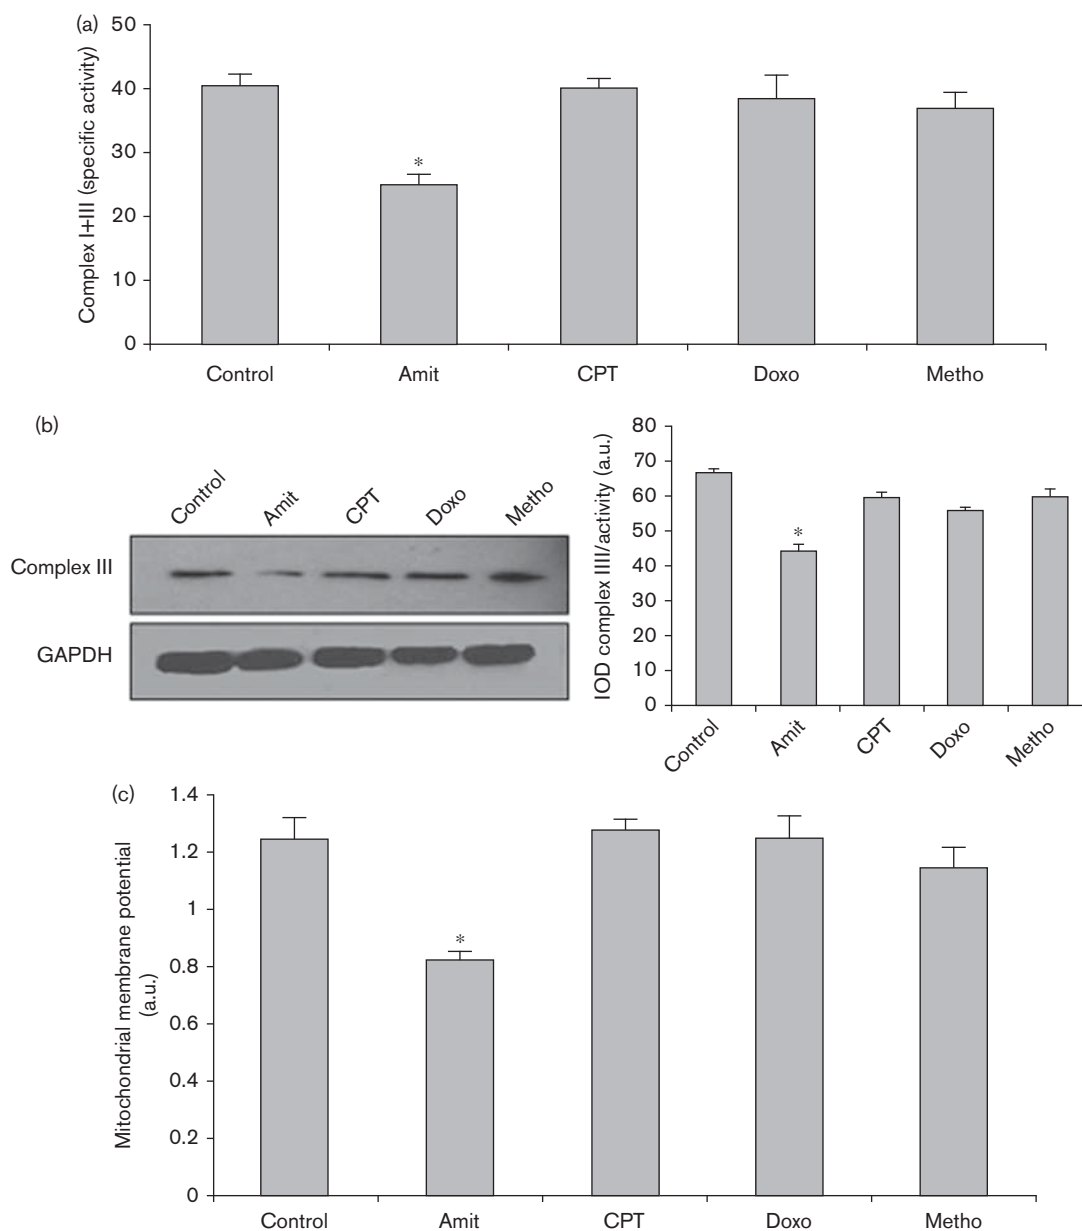 (a)
Complex I+III (specific activity)
50
40
30
20
10
0
*
Control Amit CPT Doxo Metho
(b)
Control Amit CPT Doxo Metho
Complex III
GAPDH
IOD complex IIII/activity (a.u.)
80
70
60
50
40
30
20
10
0
*
Control Amit CPT Doxo Metho
(c)
Mitochondrial membrane potential
(a.u.)
1.4
1.2
1
0.8
0.6
0.4
0.2
0
*
Control Amit CPT Doxo Metho